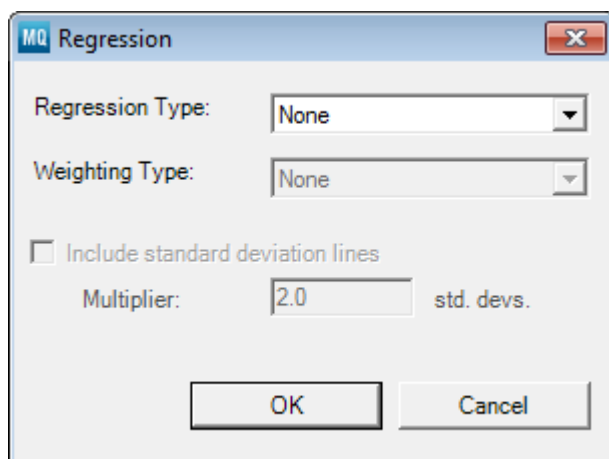 MQ Regression
Regression Type: None
Weighting Type: None
Include standard deviation lines
Multiplier: 2.0 std. devs.
OK Cancel